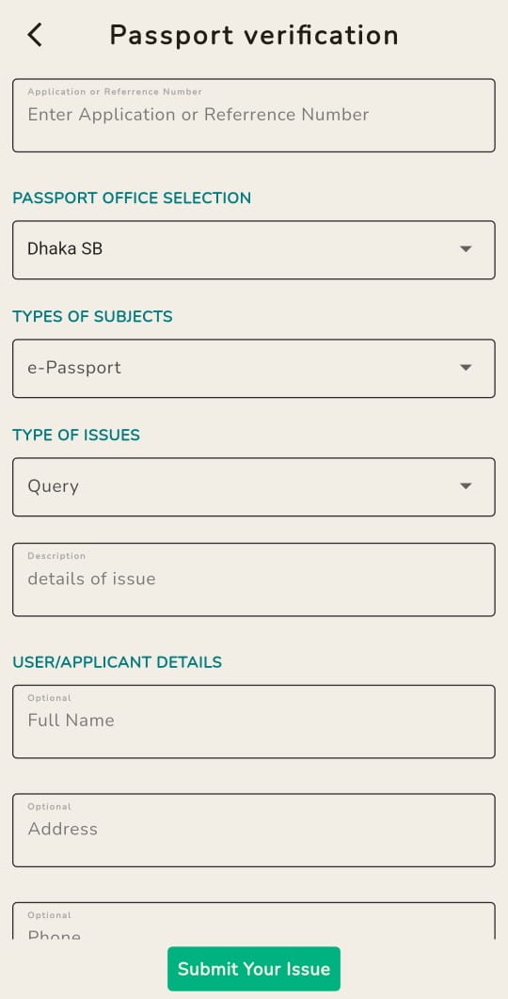 Passport verification
Application or Referrence Number
Enter Application or Referrence Number
PASSPORT OFFICE SELECTION
Dhaka SB
TYPES OF SUBJECTS
e-Passport
TYPE OF ISSUES
Query
Description
details of issue
USER/APPLICANT DETAILS
Optional
Full Name
Optional
Address
Optional
Phone
Submit Your Issue